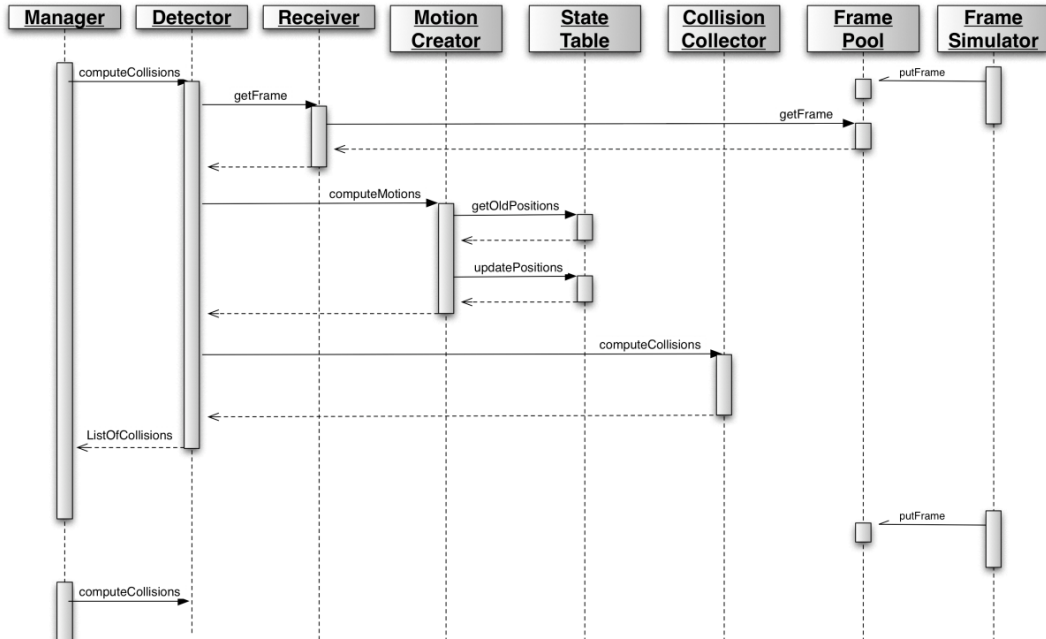 Manager
Detector
Receiver
Motion
Creator
State
Table
Collision
Collector
Frame
Pool
Frame
Simulator
computeCollisions
putFrame
getFrame
getFrame
computeMotions
getOldPositions
updatePositions
computeCollisions
ListOfCollisions
putFrame
computeCollisions